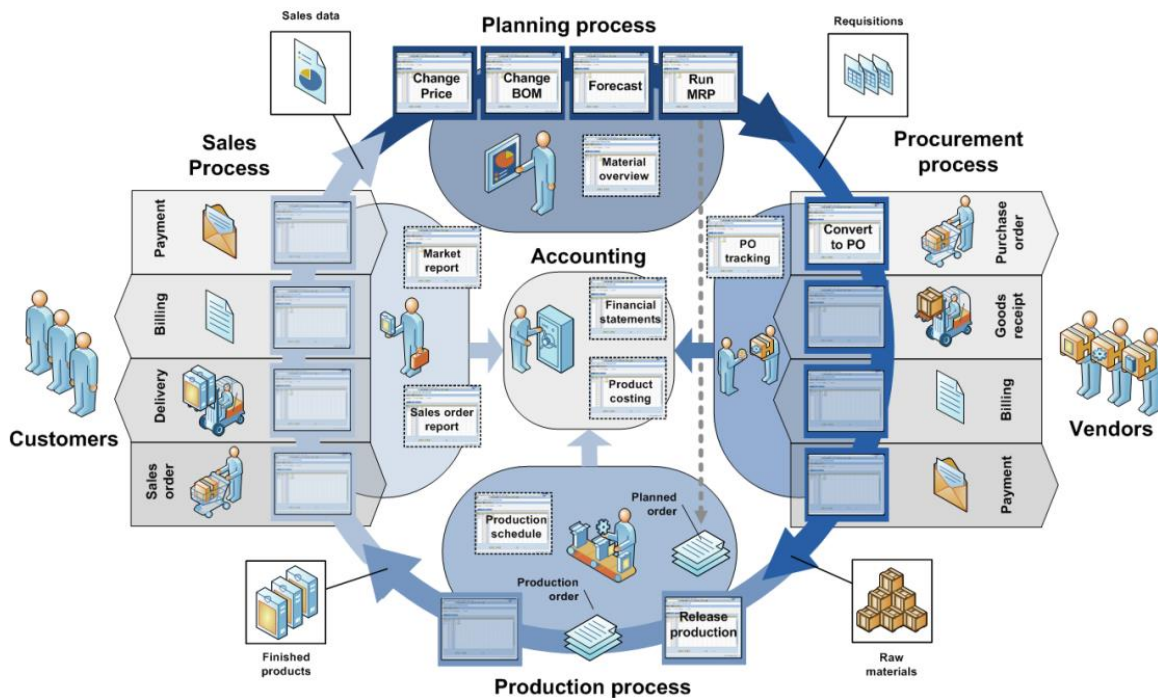 Sales data
Planning process
Requisitions
Change
Price
Change
BOM
Forecast
Run
MRP
Sales
Process
Procurement
process
Material
overview
Payment
Market
report
Accounting
PO
tracking
Convert
to PO
Purchase
order
Billing
Financial
statements
Goods
receipt
Delivery
Product
costing
Billing
Customers
Sales order
report
Vendors
Sales
order
Payment
Production
schedule
Planned
order
Production
order
Release
production
Finished
products
Raw
materials
Production process